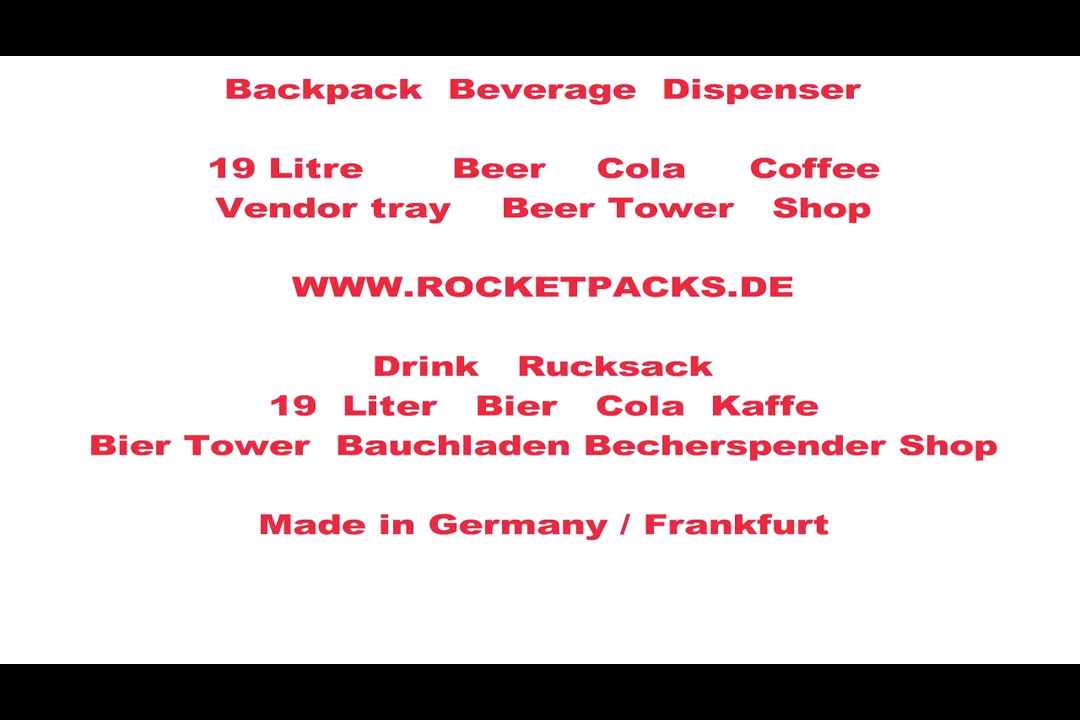 Backpack Beverage Dispenser
19 Litre Beer Cola Coffee
Vendor tray Beer Tower Shop
WWW.ROCKETPACKS.DE
Drink Rucksack
19 Liter Bier Cola Kaffe
Bier Tower Bauchladen Becherspender Shop
Made in Germany / Frankfurt